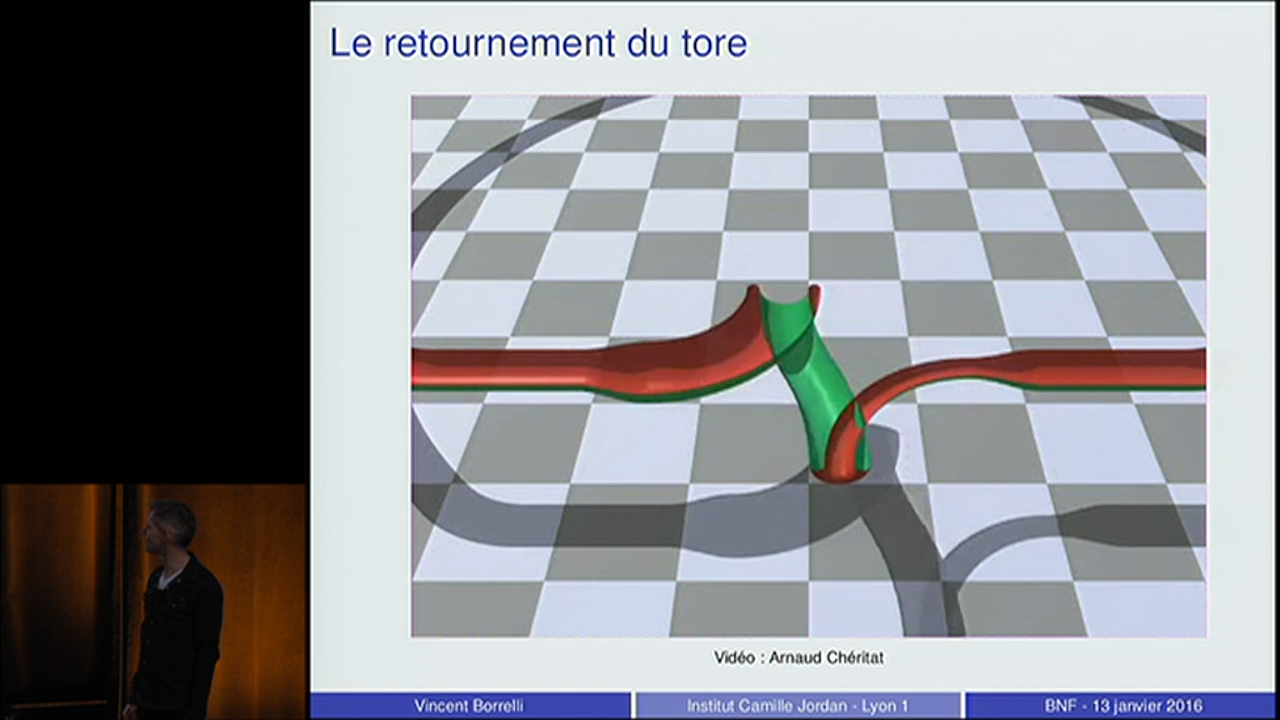 Le retournement du tore
Vidéo : Arnaud Chéritat
Vincent Borrelli
Institut Camille Jordan - Lyon 1
BNF - 13 janvier 2016